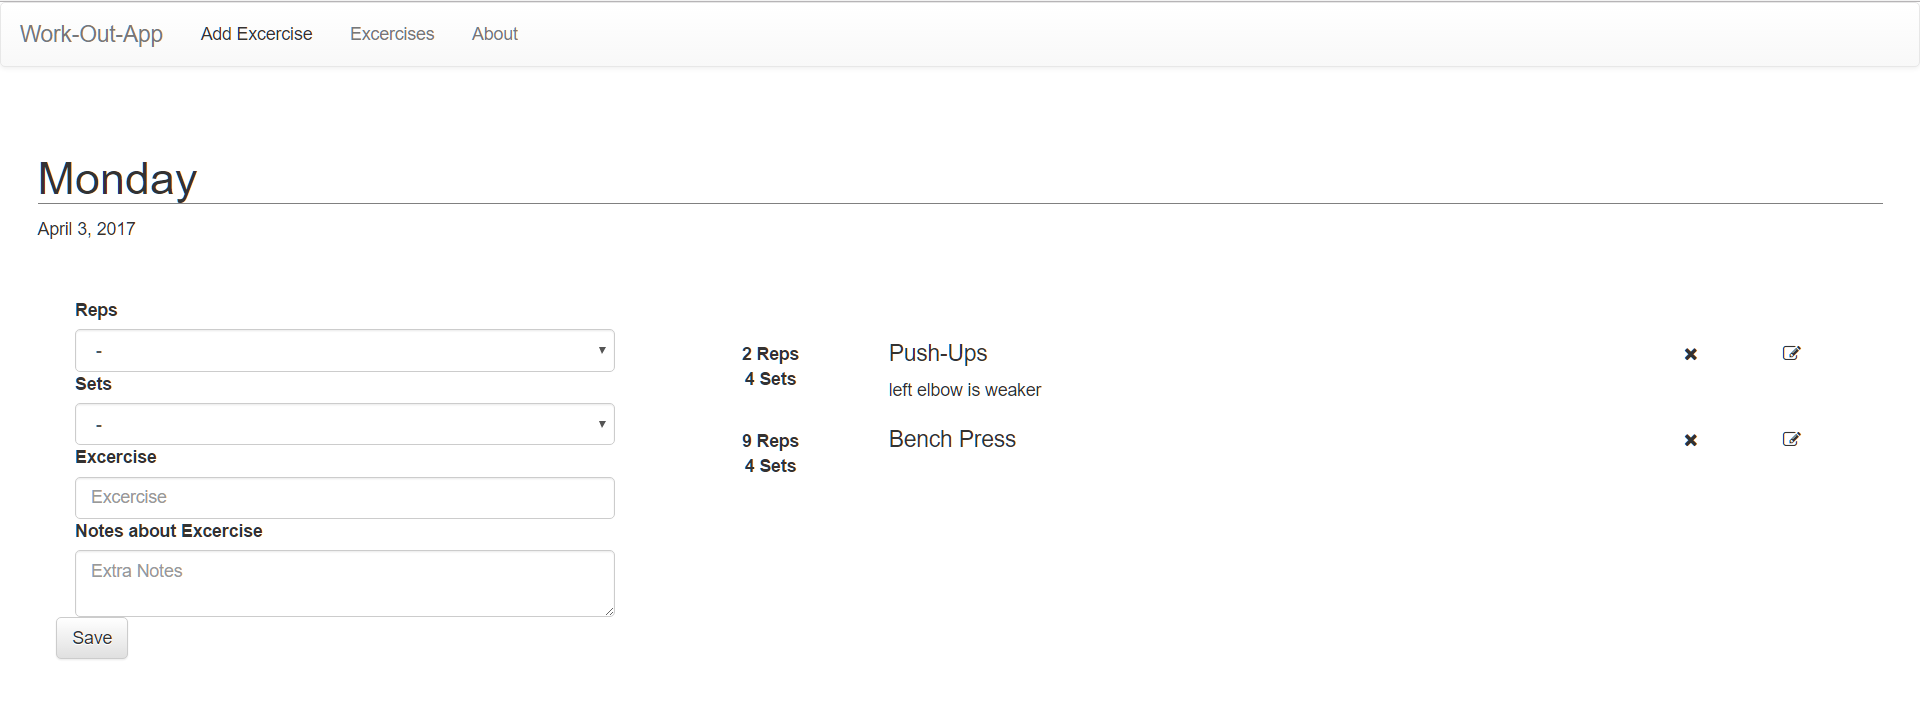 Work-Out-App Add Excercise Excercises About
Monday
April 3, 2017
Reps
-
Sets
-
Excercise
Excercise
Notes about Excercise
Extra Notes
Save
2 Reps
4 Sets
Push-Ups
left elbow is weaker
9 Reps
4 Sets
Bench Press